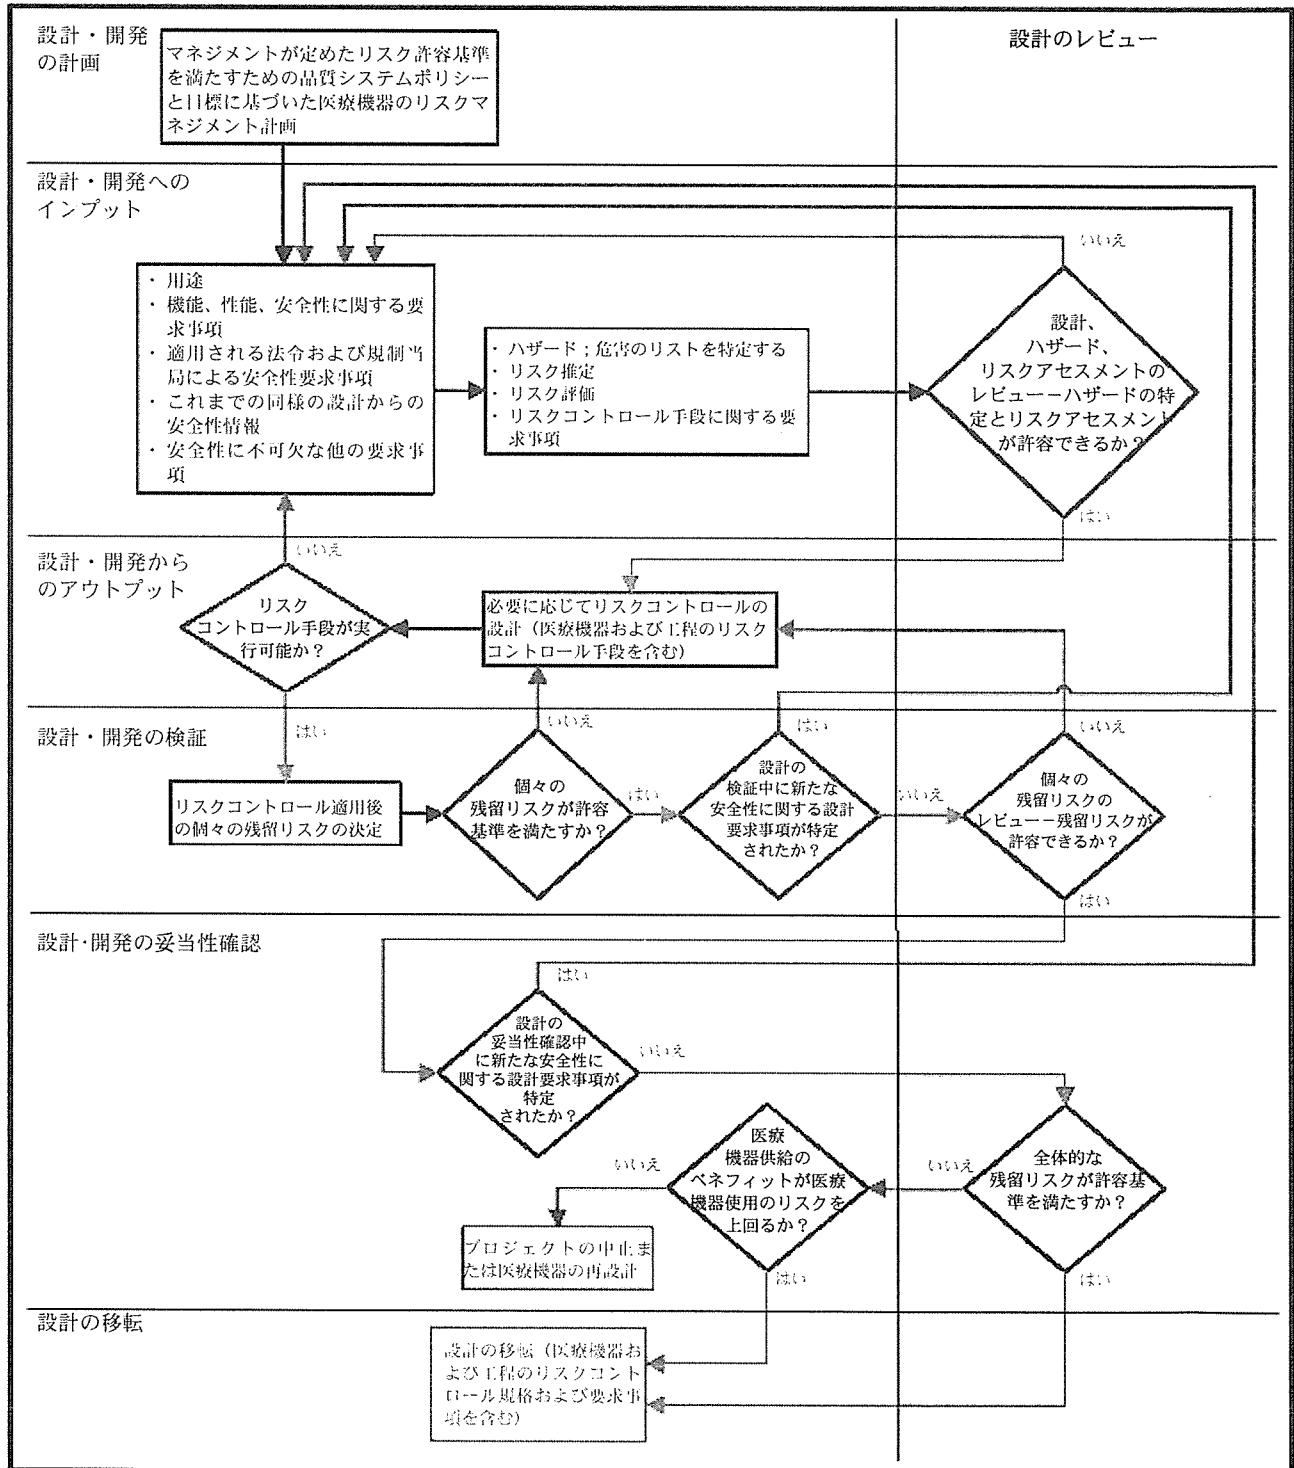 設計・開発
の計画
マネジメントが定めたリスク許容基準
を満たすための品質システムポリシー
と目標に基づいた医療機器のリスクマ
ネジメント計画
設計のレビュー
設計・開発への
インプット
いいえ
・ 用途
・ 機能、性能、安全性に関する要
求事項
・ 適用される法令および規制当
局による安全性要求事項
・ これまでの同様の設計からの
安全性情報
・ 安全性に不可欠な他の要求事
項
・ ハザード；危害のリストを特定する
・ リスク推定
・ リスク評価
・ リスクコントロール手段に関する要
求事項
設計、
ハザード、
リスクアセスメントの
レビュー－ハザードの特
定とリスクアセスメント
が許容できるか？
はい
設計・開発から
のアウトプット
いいえ
リスク
コントロール手段が実
行可能か？
必要に応じてリスクコントロールの
設計（医療機器および工程のリスク
コントロール手段を含む）
設計・開発の検証
はい
いいえ
はい
いいえ
リスクコントロール適用後
の個々の残留リスクの決定
個々の
残留リスクが許容
基準を満たすか？
はい
設計の
検証中に新たな
安全性に関する設計
要求事項が特定
されたか？
いいえ
個々の
残留リスクの
レビュー－残留リスクが
許容できるか？
はい
設計・開発の妥当性確認
はい
設計の
妥当性確認中
に新たな安全性に
関する設計要求事項が
特定
されたか？
いいえ
医療
機器供給の
ベネフィットが医療
機器使用のリスクを
上回るか？
いいえ
いいえ
全体的な
残留リスクが許容基
準を満たすか？
プロジェクトの中止ま
たは医療機器の再設計
はい
はい
設計の移転
設計の移転（医療機器お
よび工程のリスクコント
ロール規格および要求事
項を含む）